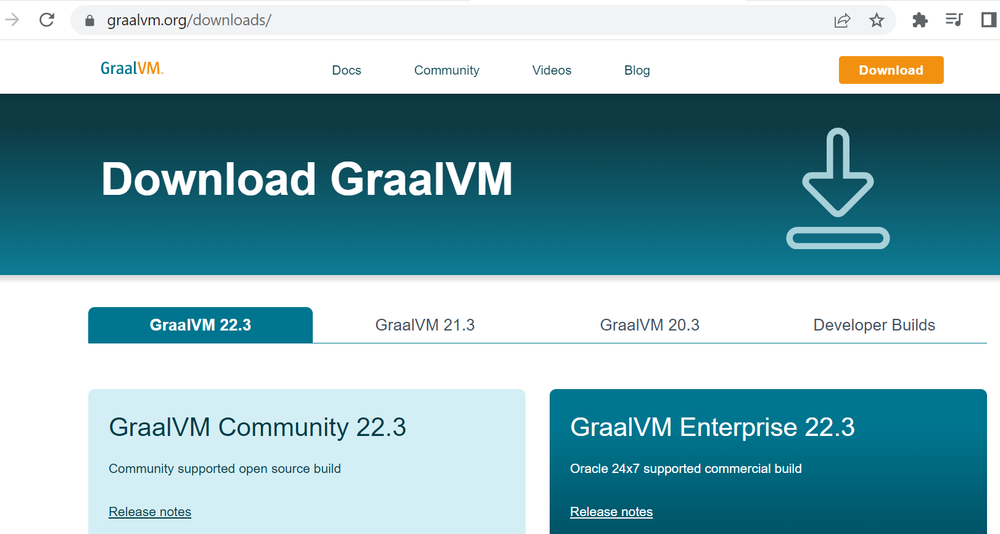 graalvm.org/downloads/
GraalVM
Docs Community Videos Blog Download
Download GraalVM
GraalVM 22.3 GraalVM 21.3 GraalVM 20.3 Developer Builds
GraalVM Community 22.3
Community supported open source build
Release notes
GraalVM Enterprise 22.3
Oracle 24x7 supported commercial build
Release notes